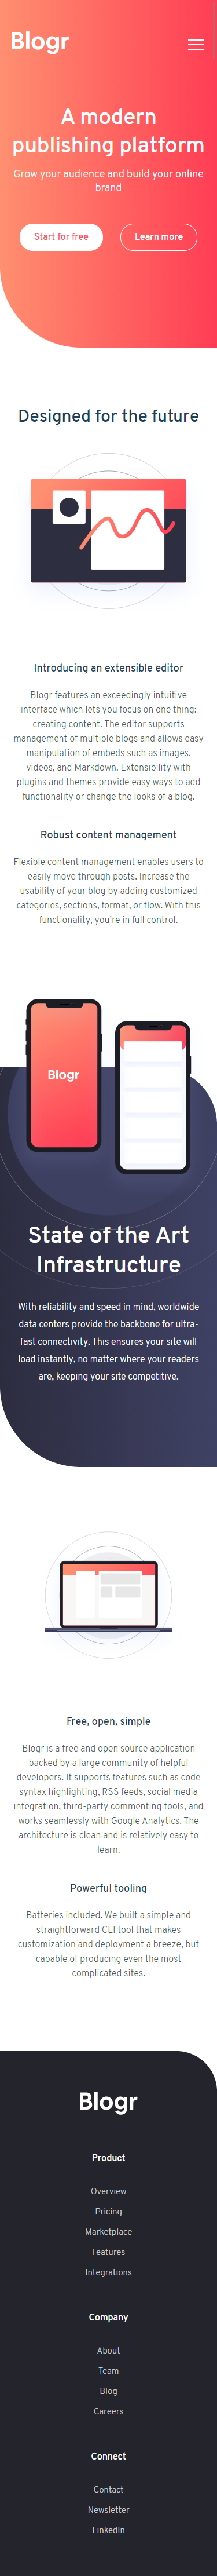 Blogr
A modern
publishing platform
Grow your audience and build your online
brand
Start for free
Learn more
Designed for the future
Introducing an extensible editor
Blogr features an exceedingly intuitive
interface which lets you focus on one thing:
creating content. The editor supports
management of multiple blogs and allows easy
manipulation of embeds such as images,
videos, and Markdown. Extensibility with
plugins and themes provide easy ways to add
functionality or change the looks of a blog.
Robust content management
Flexible content management enables users to
easily move through posts. Increase the
usability of your blog by adding customized
categories, sections, format, or flow. With this
functionality, you're in full control.
Blogr
State of the Art
Infrastructure
With reliability and speed in mind, worldwide
data centers provide the backbone for ultra-
fast connectivity. This ensures your site will
load instantly, no matter where your readers
are, keeping your site competitive.
Free, open, simple
Blogr is a free and open source application
backed by a large community of helpful
developers. It supports features such as code
syntax highlighting, RSS feeds, social media
integration, third-party commenting tools, and
works seamlessly with Google Analytics. The
architecture is clean and is relatively easy to
learn.
Powerful tooling
Batteries included. We built a simple and
straightforward CLI tool that makes
customization and deployment a breeze, but
capable of producing even the most
complicated sites.
Blogr
Product
Overview
Pricing
Marketplace
Features
Integrations
Company
About
Team
Blog
Careers
Connect
Contact
Newsletter
LinkedIn